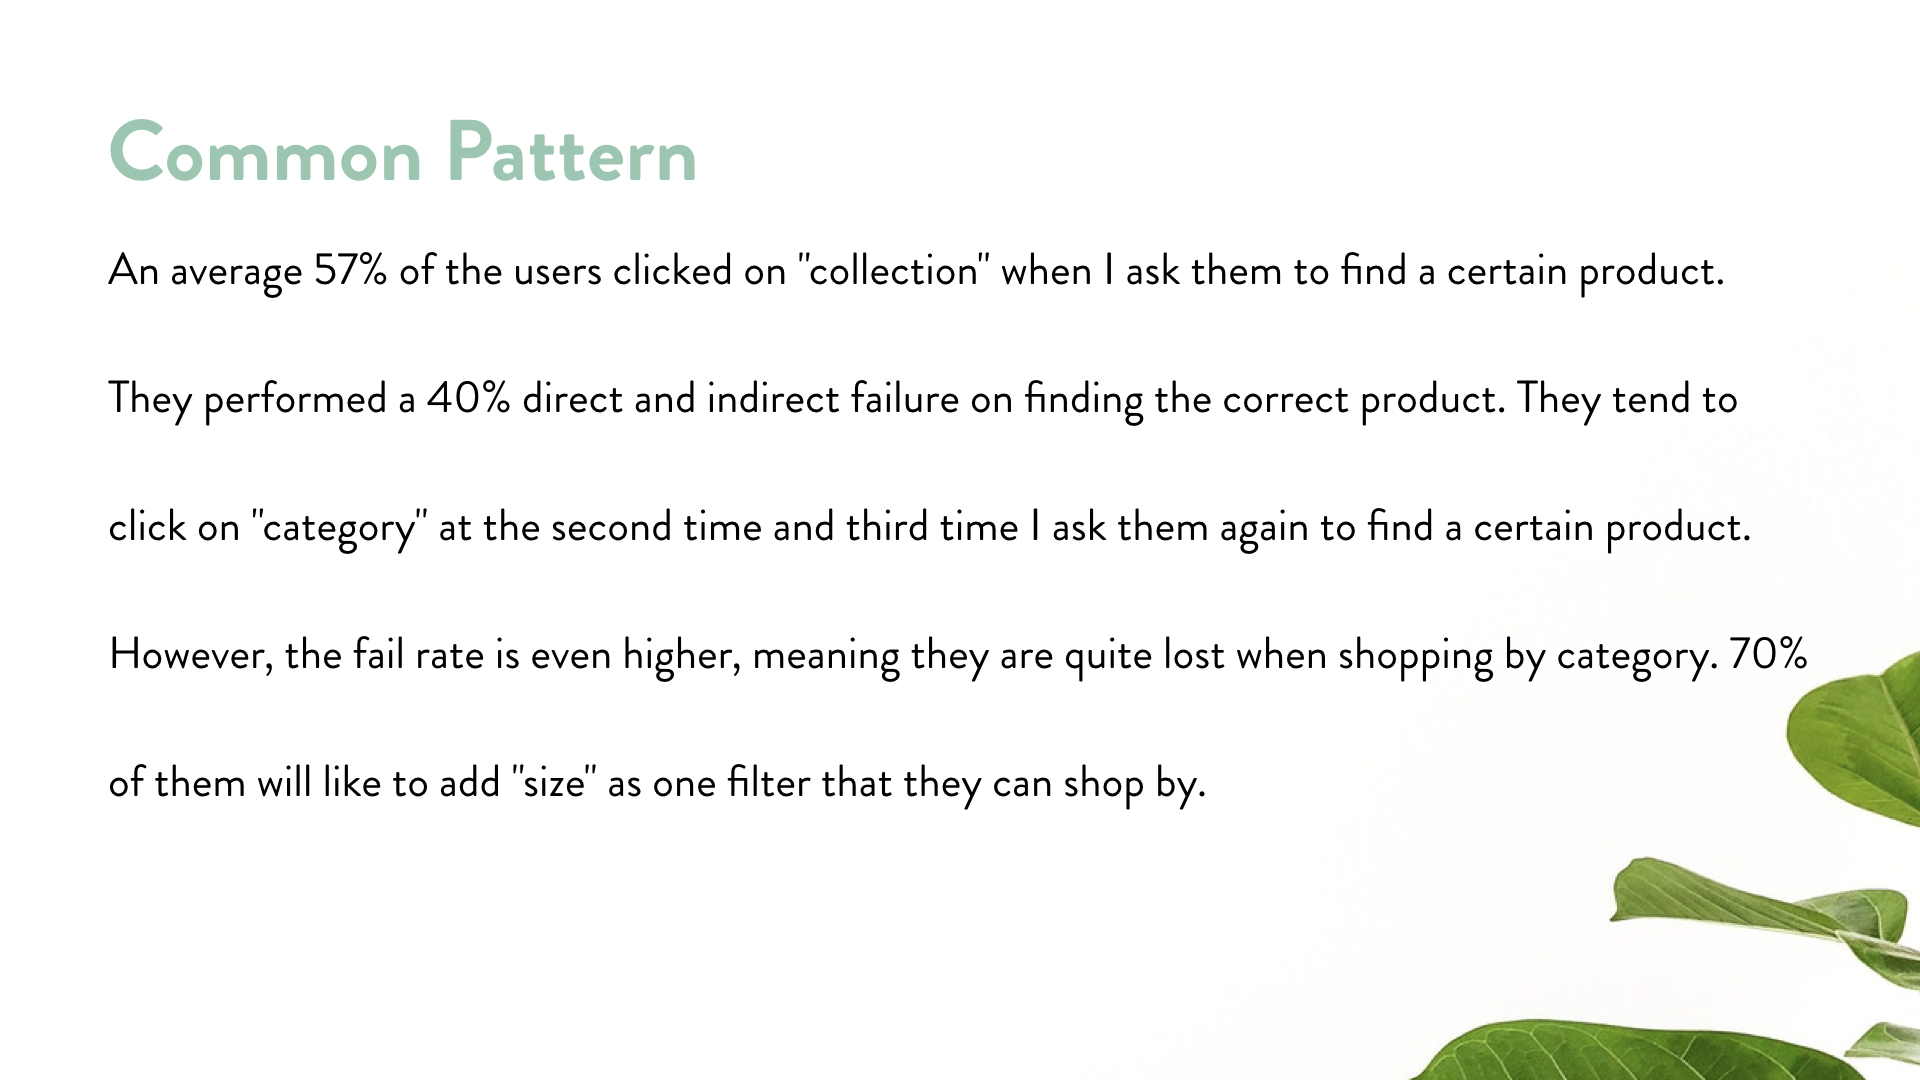 Common Pattern
An average 57% of the users clicked on "collection" when I ask them to find a certain product.
They performed a 40% direct and indirect failure on finding the correct product. They tend to
click on "category" at the second time and third time I ask them again to find a certain product.
However, the fail rate is even higher, meaning they are quite lost when shopping by category. 70%
of them will like to add "size" as one filter that they can shop by.